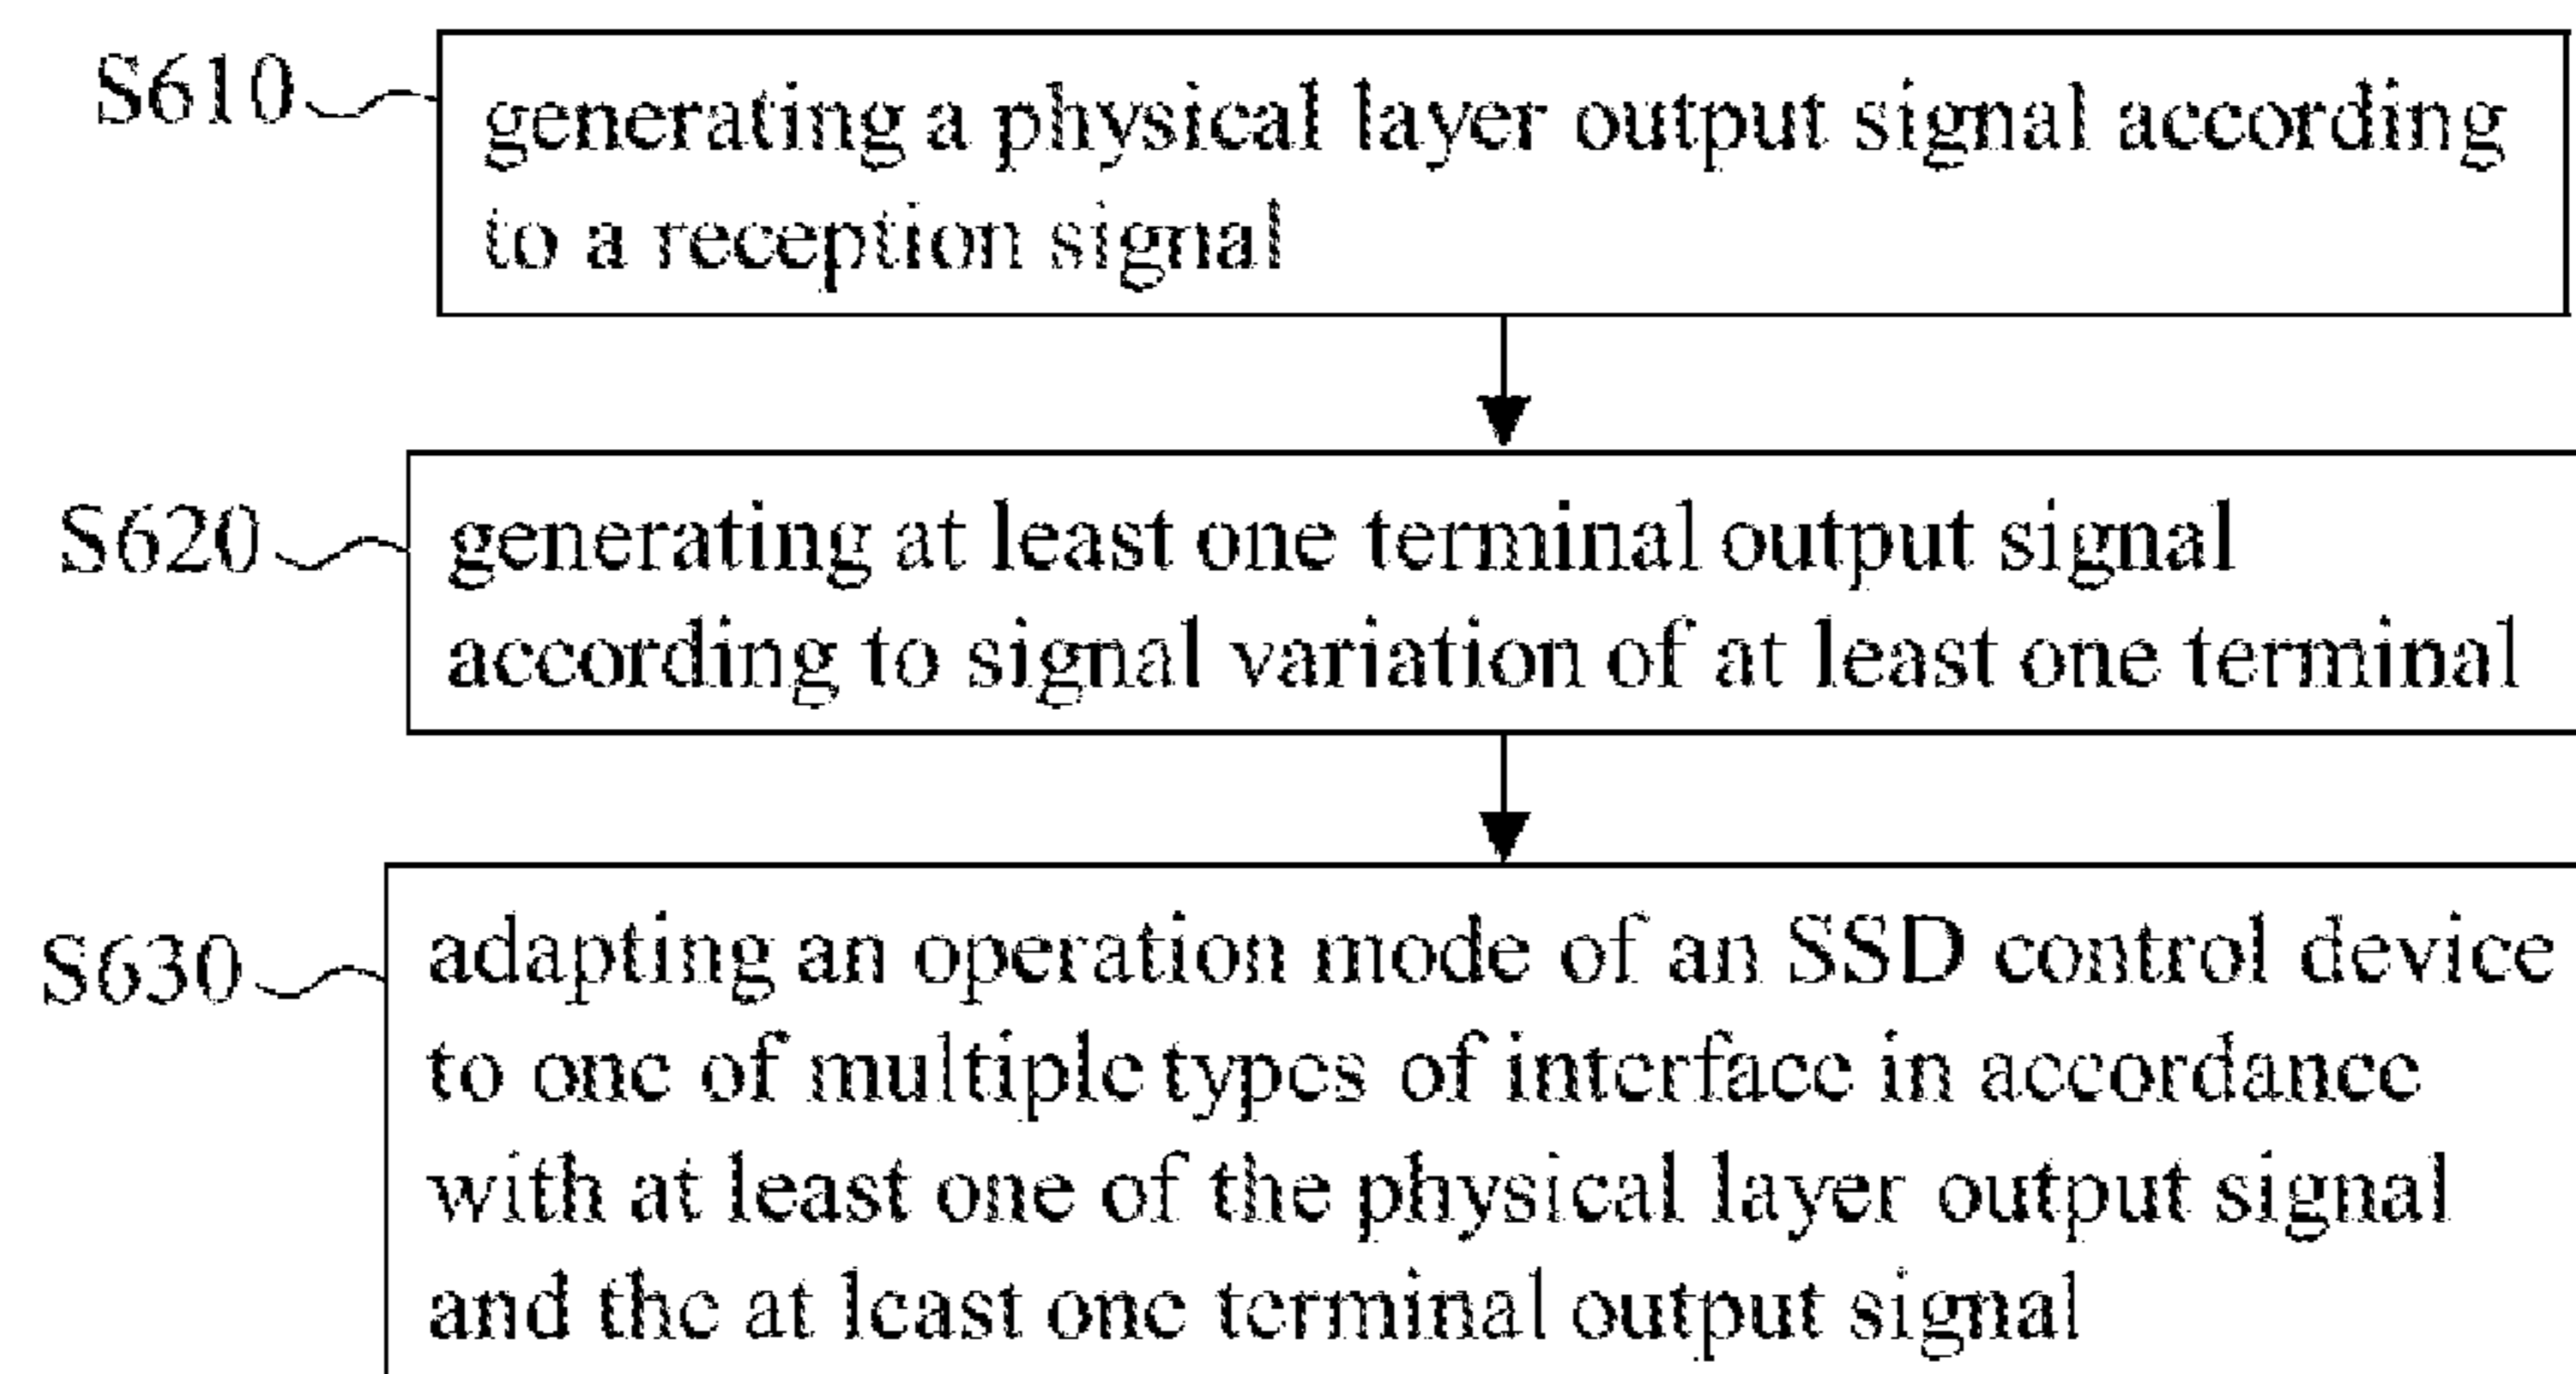 S610
generating a physical layer output signal according
to a reception signal
S620
generating at least one terminal output signal
according to signal variation of at least one terminal
S630
adapting an operation mode of an SSD control device
to one of multiple types of interface in accordance
with at least one of the physical layer output signal
and the at least one terminal output signal